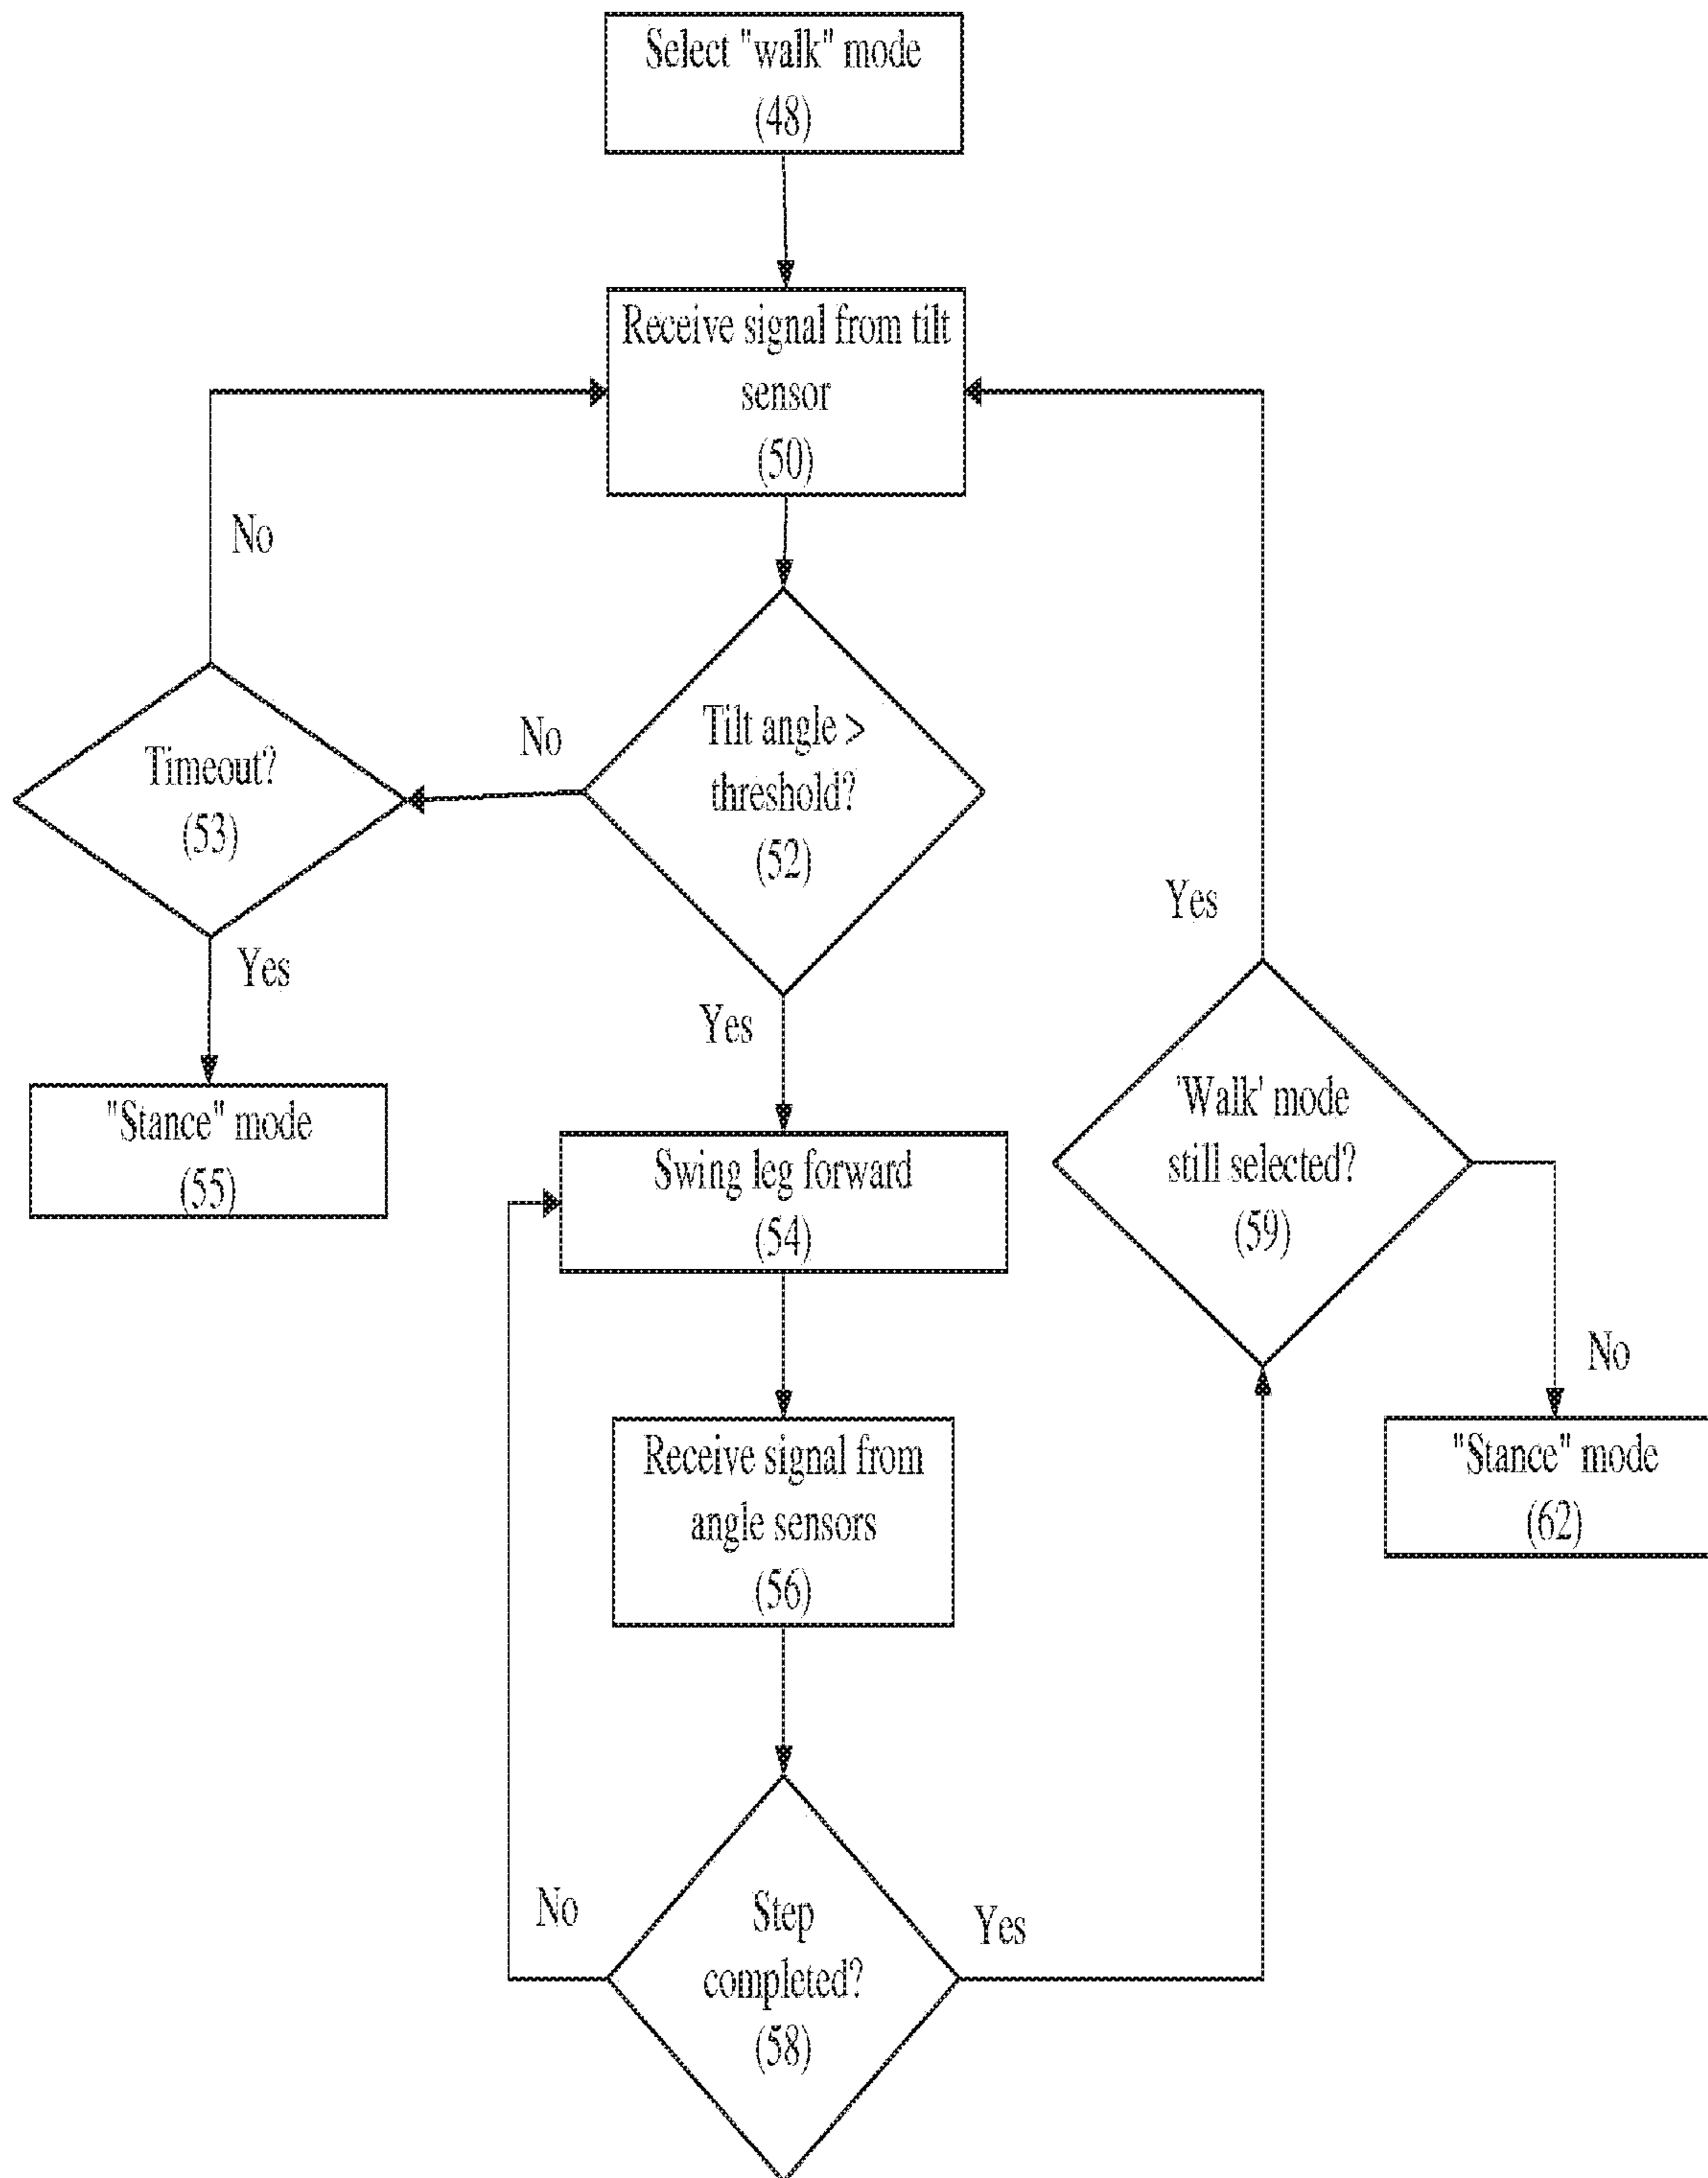 Select "walk" mode
(48)
Receive signal from tilt
sensor
(50)
No
Tilt angle >
threshold?
(52)
No
Timeout?
(53)
Yes
Yes
Yes
"Stance" mode
(55)
Swing leg forward
(54)
'Walk' mode
still selected?
(59)
No
Receive signal from
angle sensors
(56)
"Stance" mode
(62)
Step
completed?
(58)
No
Yes